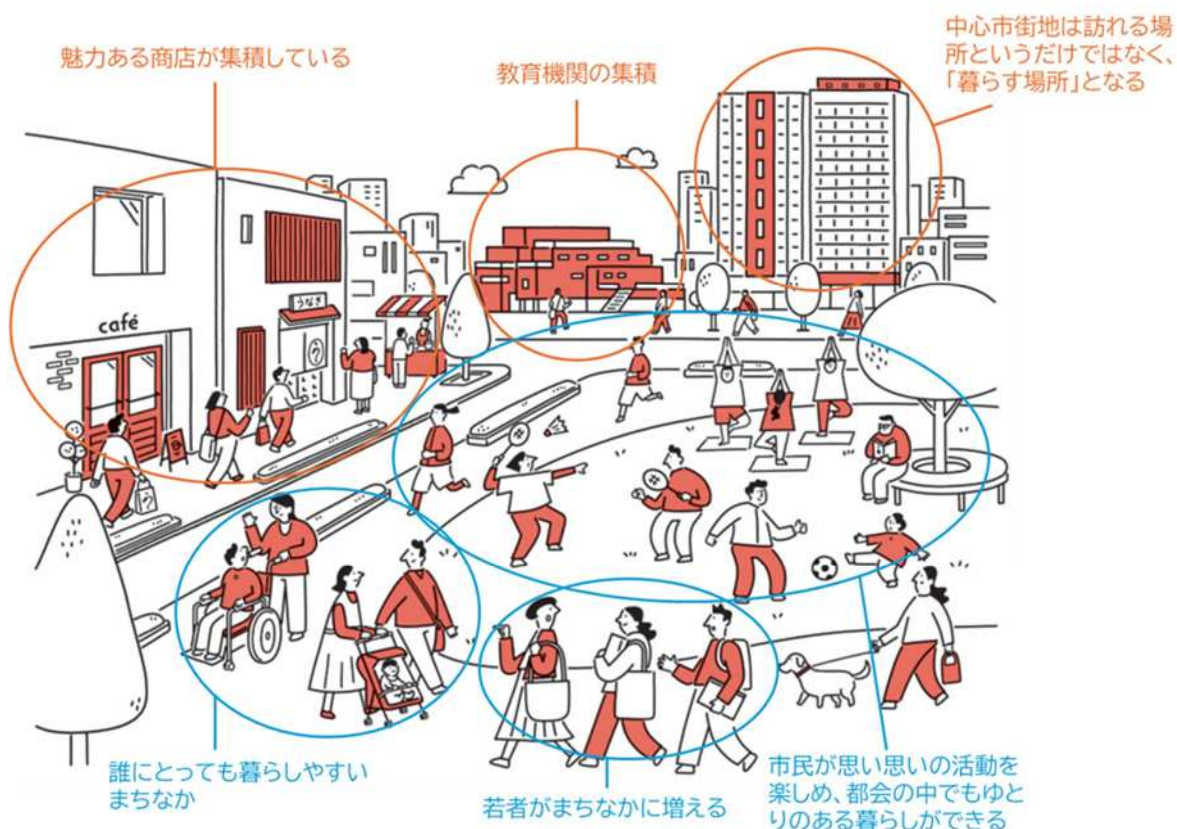 魅力ある商店が集積している
教育機関の集積
中心市街地は訪れる場
所というだけではなく、
「暮らす場所」となる
café
うなぎ
う
誰にとっても暮らしやすい
まちなか
若者がまちなかに増える
市民が思い思いの活動を
楽しめ、都会の中でもゆと
りのある暮らしができる